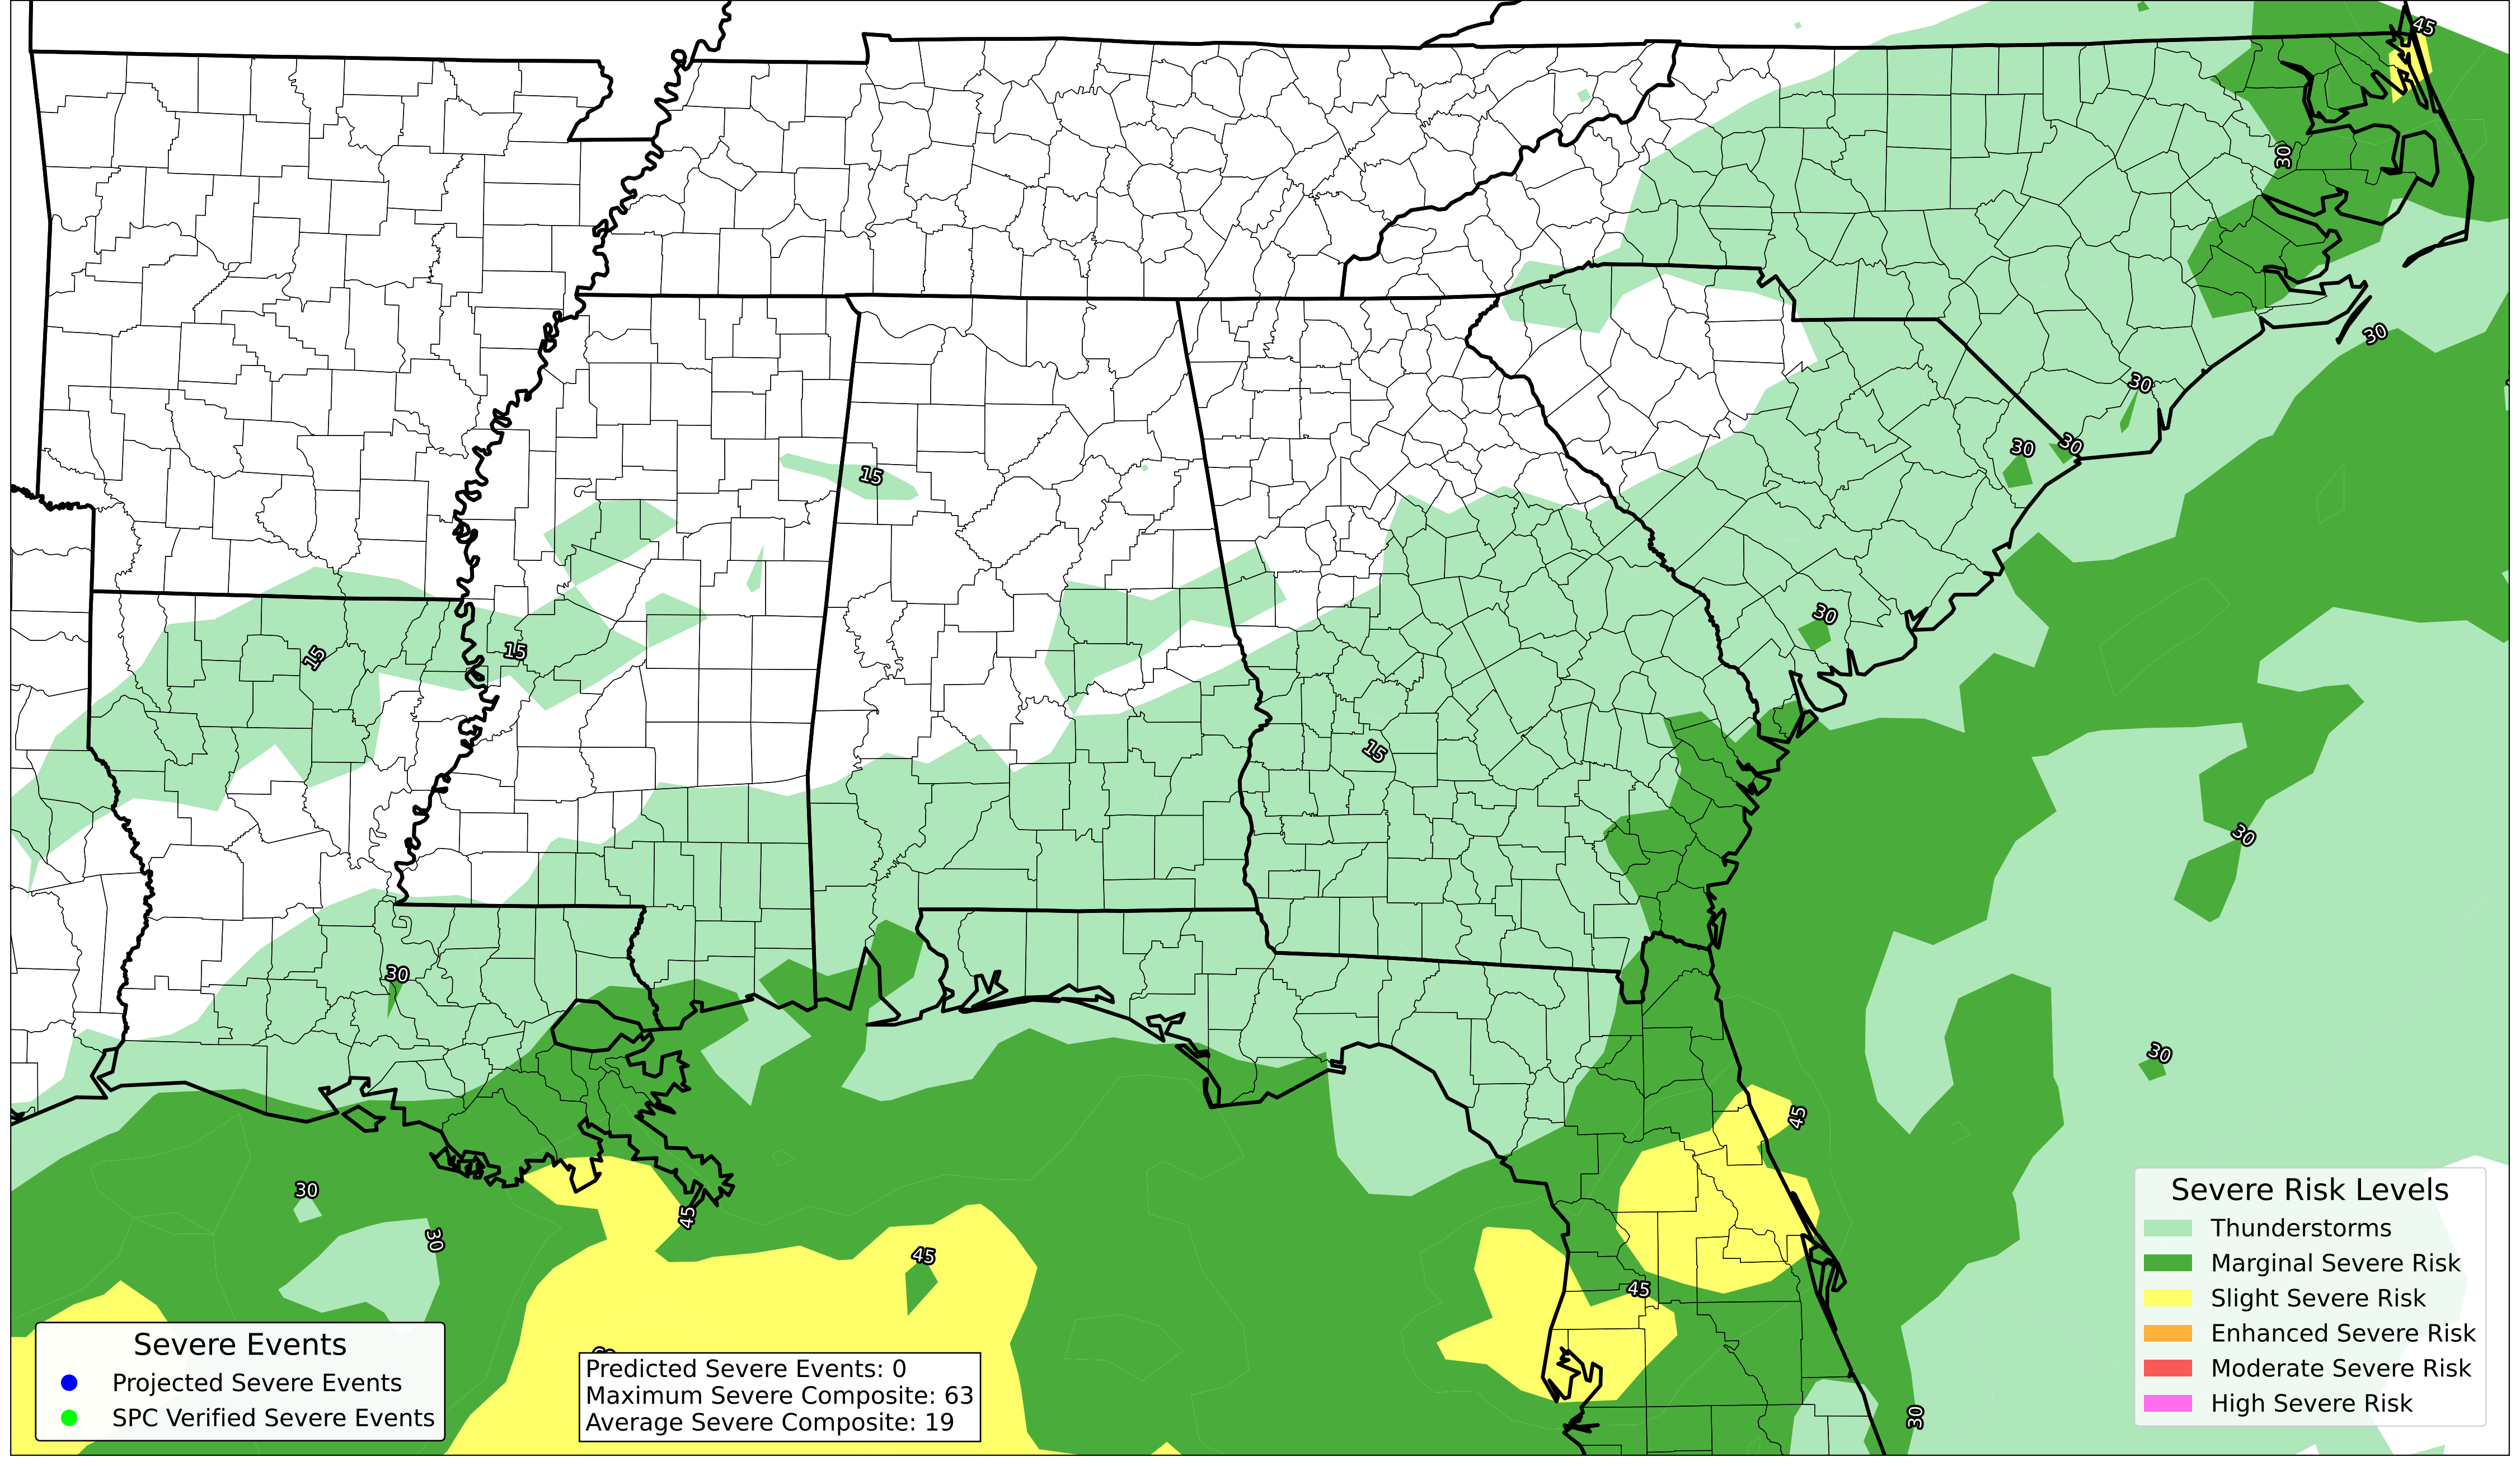 45
30
30
30
30
30
15
15
15
30
15
30
30
30
45
30
45
30
45
45
30
Severe Risk Levels
Thunderstorms
Marginal Severe Risk
Slight Severe Risk
Enhanced Severe Risk
Moderate Severe Risk
High Severe Risk
Severe Events
Projected Severe Events
SPC Verified Severe Events
Predicted Severe Events: 0
Maximum Severe Composite: 63
Average Severe Composite: 19